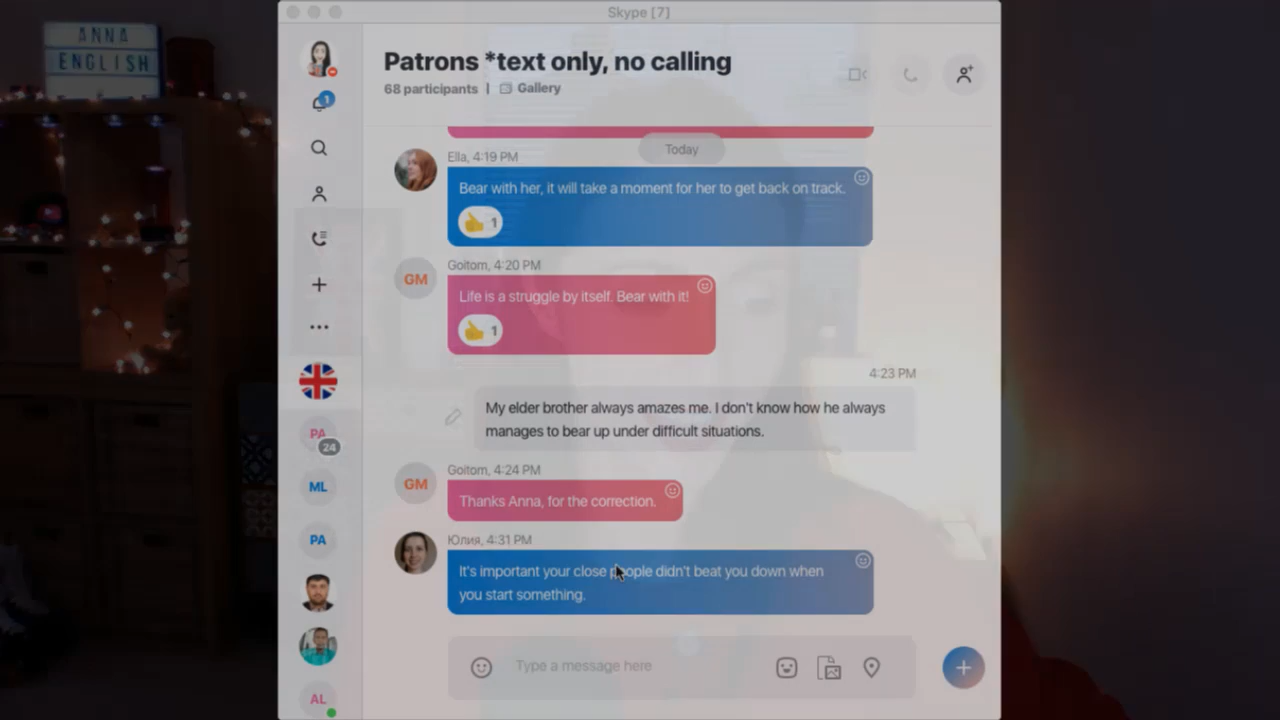 ANNA
ENGLISH
Skype [7]
Patrons *text only, no calling
68 participants | Gallery
1
Today
Ella, 4:19 PM
Bear with her, it will take a moment for her to get back on track.
1
GM
Goitom, 4:20 PM
Life is a struggle by itself. Bear with it!
1
4:23 PM
My elder brother always amazes me. I don't know how he always
manages to bear up under difficult situations.
PA
24
GM
Goitom, 4:24 PM
Thanks Anna, for the correction.
ML
PA
Юлия, 4:31 PM
It's important your close people didn't beat you down when
you start something.
Type a message here
AL